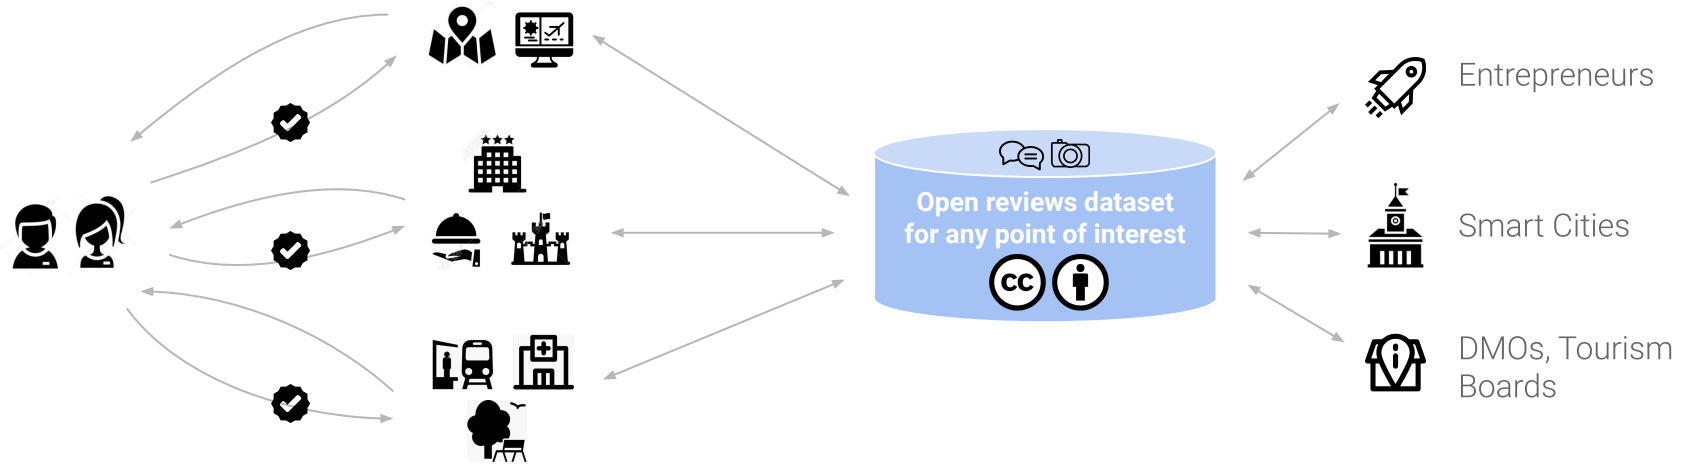 Entrepreneurs
Open reviews dataset
for any point of interest
cc
Smart Cities
DMOs, Tourism
Boards